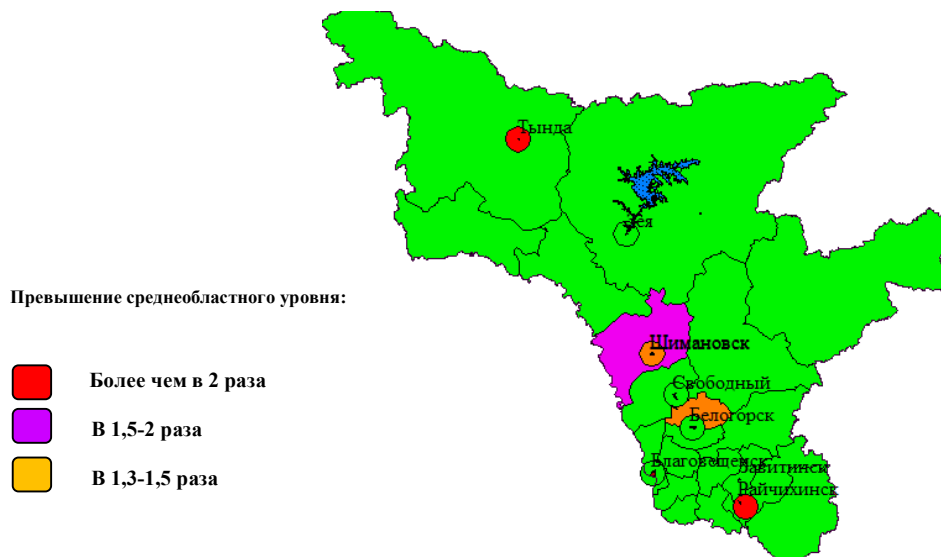 Тында
Зея
Превышение среднеобластного уровня:
Шимановск
Более чем в 2 раза
Свободный
Белогорск
В 1,5-2 раза
Благовещенск
Завитинск
В 1,3-1,5 раза
Райчихинск